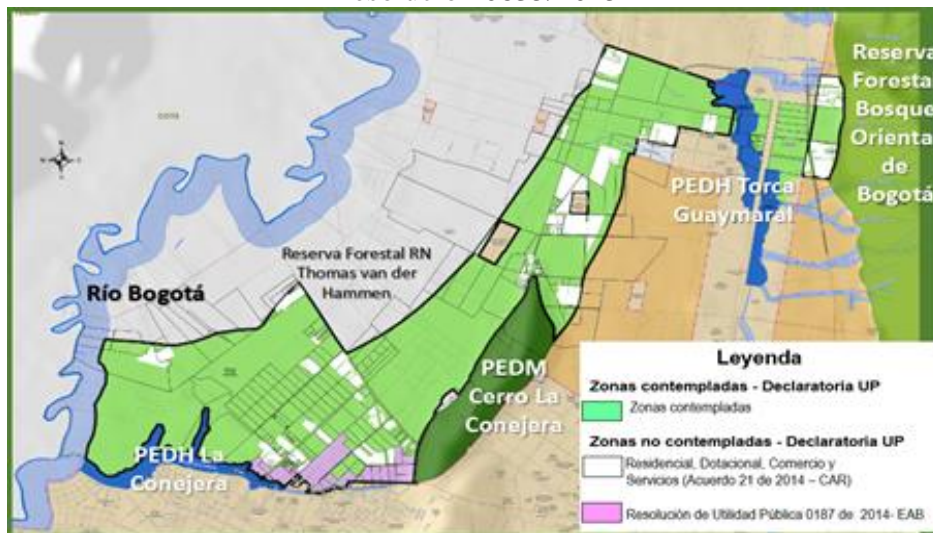 Reserva
Foresta
Bosque
Orienta
de
Bogotá
PEDH Torca
Guaymaral
Reserva Forestal RN
Thomas van der
Hammen
Río Bogotá
PEDM
Cerro La
Conejera
PEDH La
Conejera
Leyenda
Zonas contempladas - Declaratoria UP
Zonas contempladas
Zonas no contempladas - Declaratoria UP
Residencial, Dotacional, Comercio y
Servicios (Acuerdo 21 de 2014 – CAR)
Resolución de Utilidad Pública 0187 de 2014- EAB